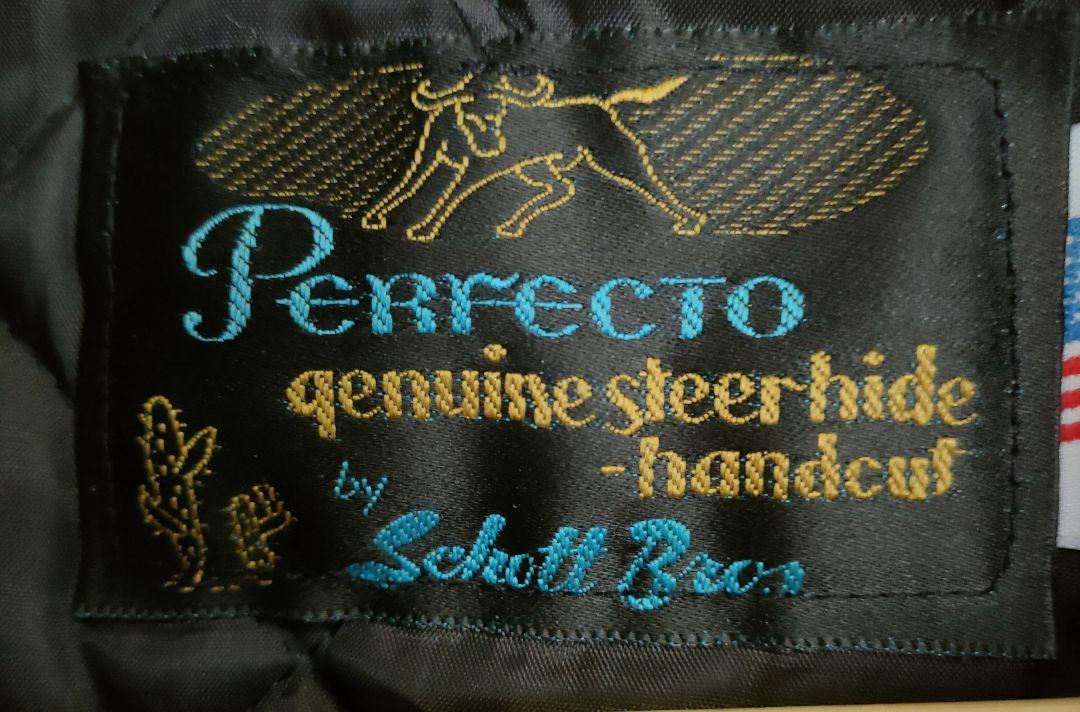 PERFECTO
genuine steerhide
-handcut
by
Schott Bros